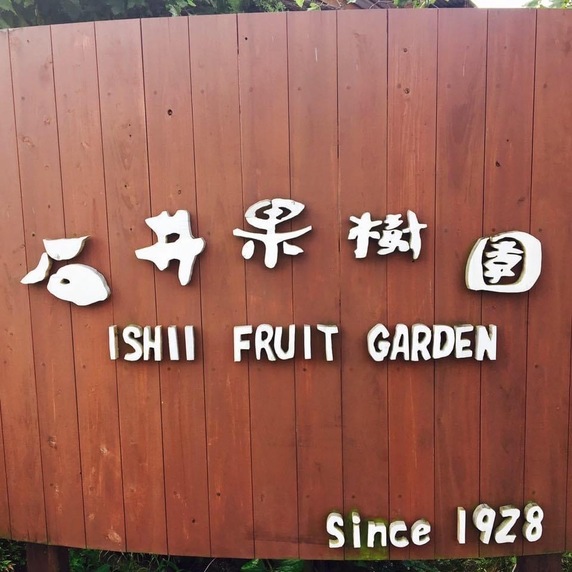 石井果樹園
ISHII FRUIT GARDEN
Since 1928